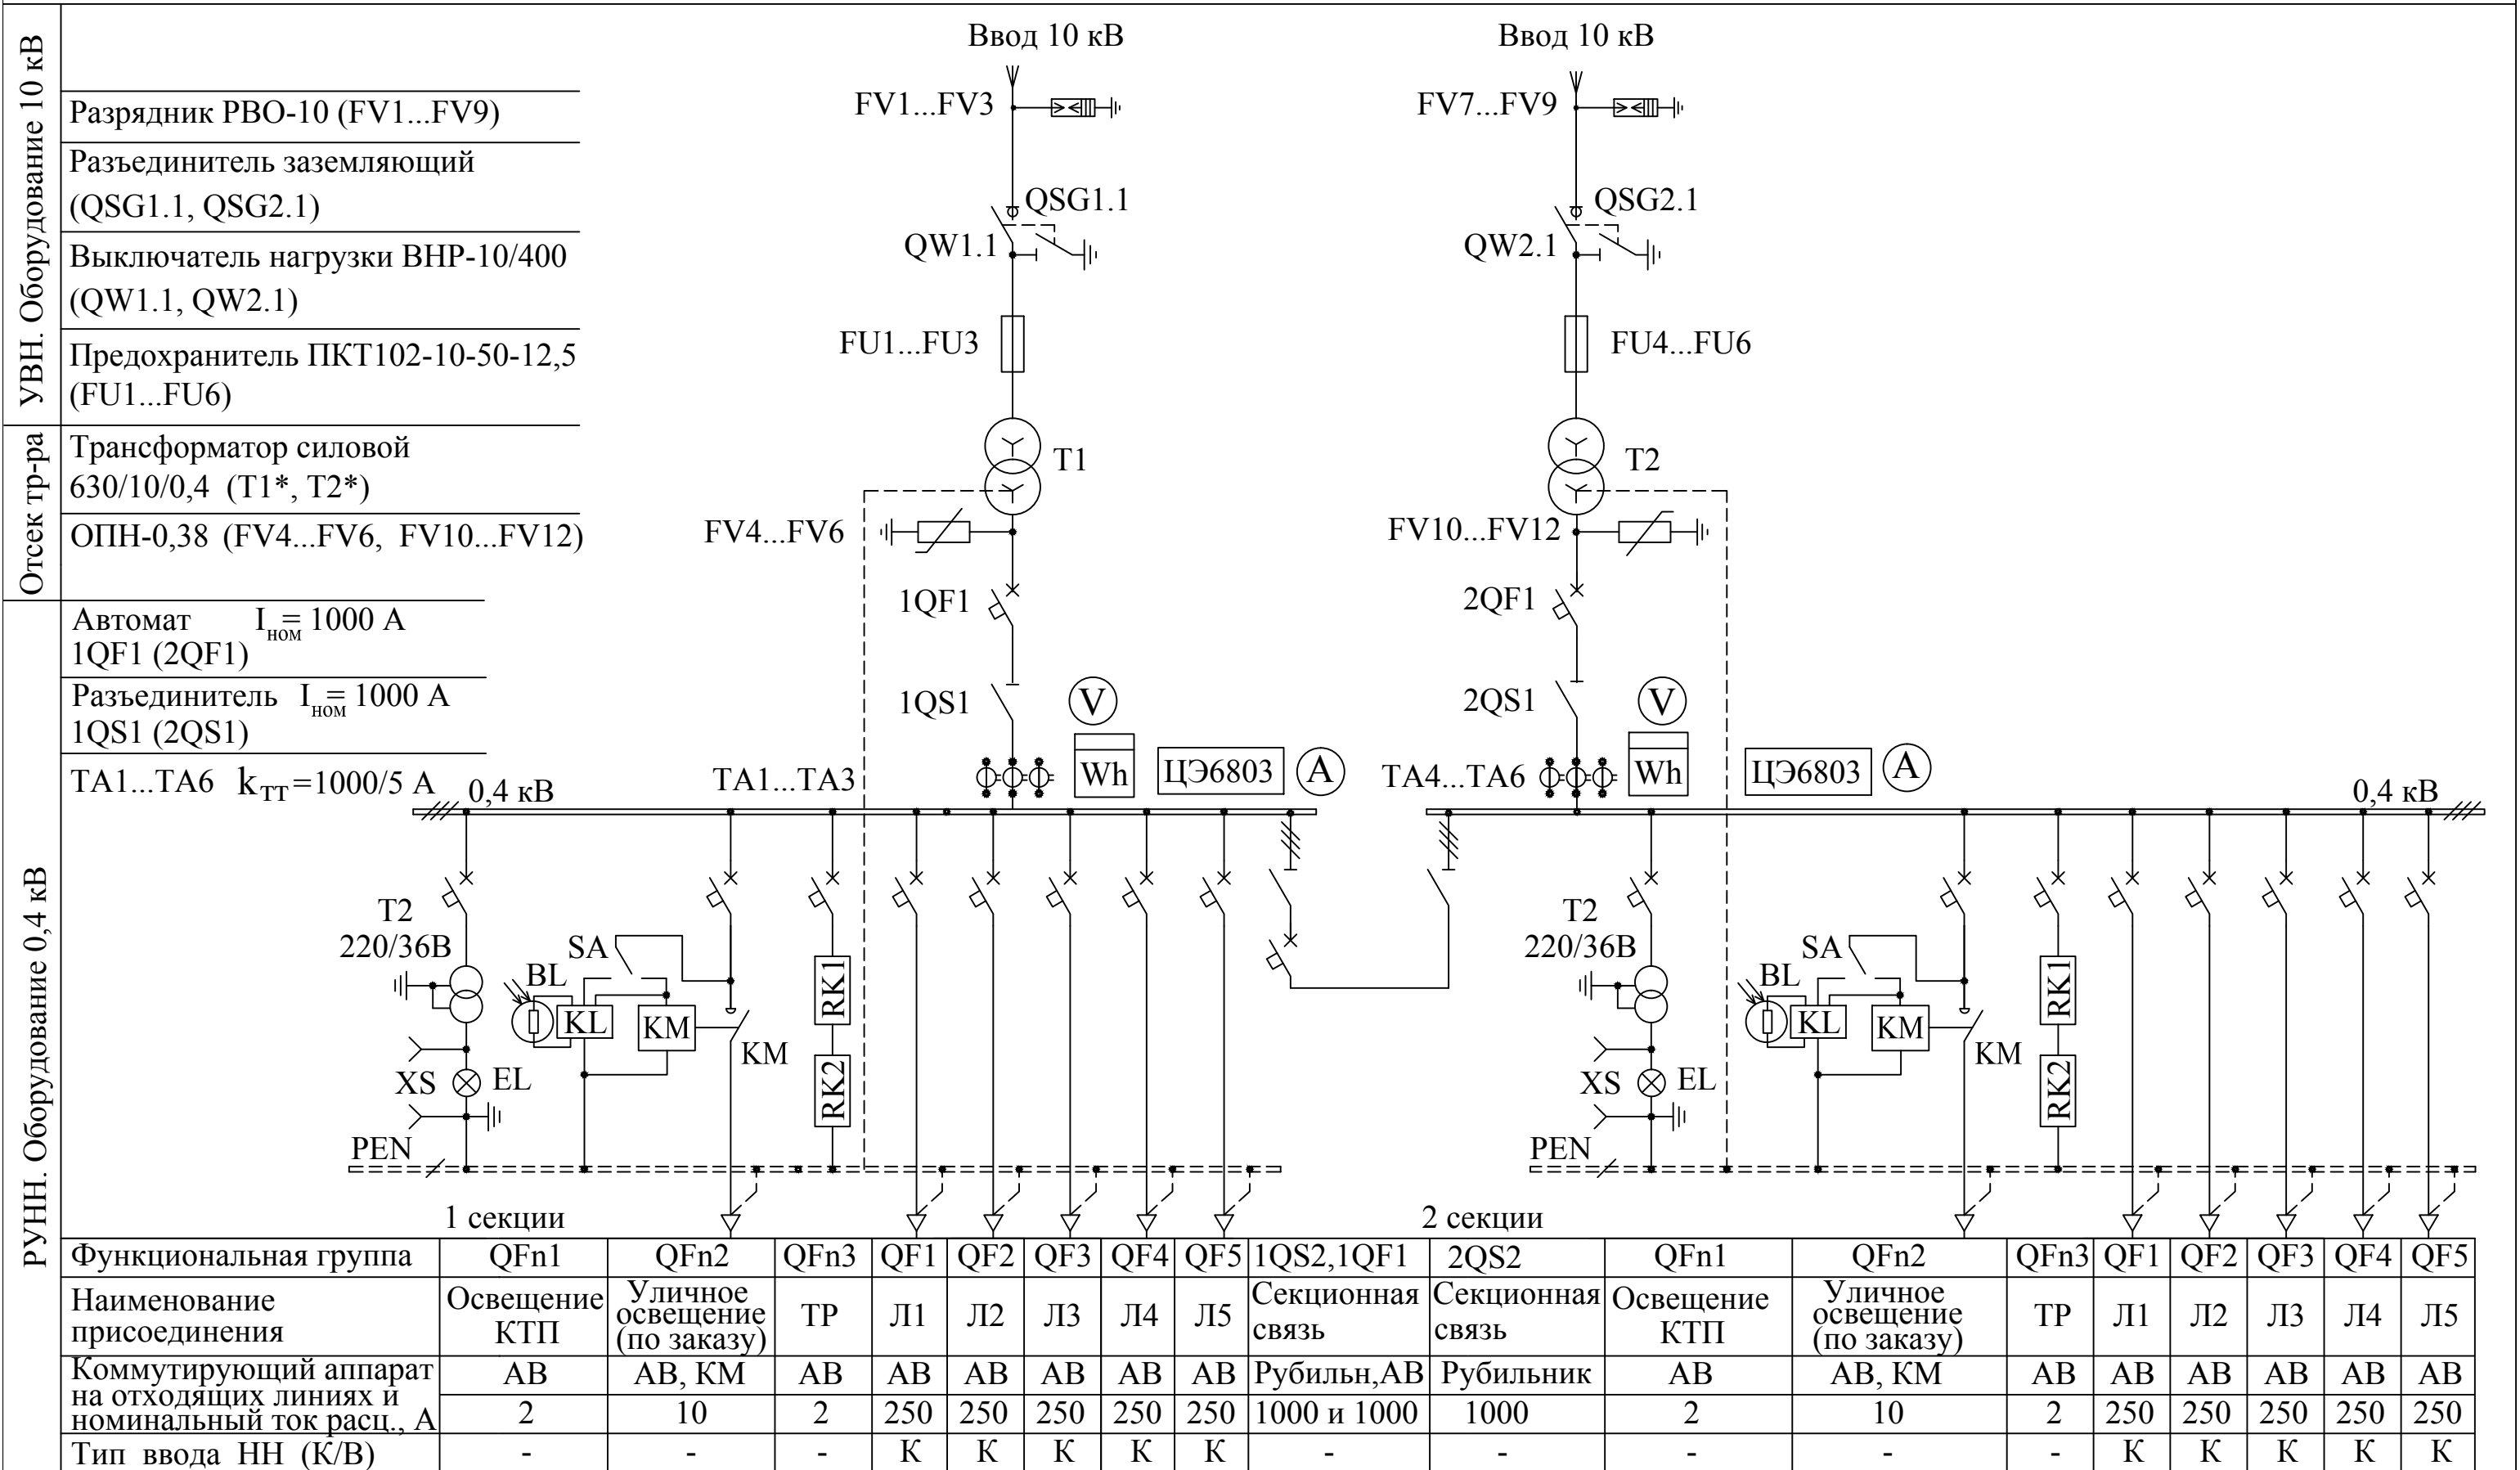 УВН. Оборудование 10 кВ
Разрядник РВО-10 (FV1...FV9)
Разъединитель заземляющий
(QSG1.1, QSG2.1)
Выключатель нагрузки ВНР-10/400
(QW1.1, QW2.1)
Предохранитель ПКТ102-10-50-12,5
(FU1...FU6)
Отсек тр-ра
Трансформатор силовой
630/10/0,4 (Т1*, Т2*)
ОПН-0,38 (FV4...FV6, FV10...FV12)
РУНН. Оборудование 0,4 кВ
Автомат Iном= 1000 А
1QF1 (2QF1)
Разъединитель Iном= 1000 А
1QS1 (2QS1)
ТА1...ТА6 kТТ=1000/5 А
Ввод 10 кВ
FV1...FV3
QSG1.1
QW1.1
FU1...FU3
Т1
FV4...FV6
1QF1
1QS1
V
Wh
ЦЭ6803
А
ТА1...ТА3
0,4 кВ
Ввод 10 кВ
FV7...FV9
QSG2.1
QW2.1
FU4...FU6
Т2
FV10...FV12
2QF1
2QS1
V
Wh
ЦЭ6803
А
ТА4...ТА6
0,4 кВ
Т2
220/36В
BL
SA
KL
KM
KM
RK1
RK2
XS
EL
PEN
1 секции
Т2
220/36В
BL
SA
KL
KM
KM
RK1
RK2
XS
EL
PEN
2 секции
Функциональная группа QFn1 QFn2 QFn3 QF1 QF2 QF3 QF4 QF5 1QS2,1QF1 2QS2 QFn1 QFn2 QFn3 QF1 QF2 QF3 QF4 QF5
Наименование
присоединения
Освещение
КТП
Уличное
освещение
(по заказу)
ТР Л1 Л2 Л3 Л4 Л5
Секционная
связь
Секционная
связь
Освещение
КТП
Уличное
освещение
(по заказу)
ТР Л1 Л2 Л3 Л4 Л5
Коммутирующий аппарат
на отходящих линиях и
номинальный ток расц., А
АВ АВ, КМ АВ АВ АВ АВ АВ АВ Рубильн,АВ Рубильник АВ АВ, КМ АВ АВ АВ АВ АВ АВ
2 10 2 250 250 250 250 250 1000 и 1000 1000 2 10 2 250 250 250 250 250
Тип ввода НН (К/В) - - - К К К К К - - - - - К К К К К